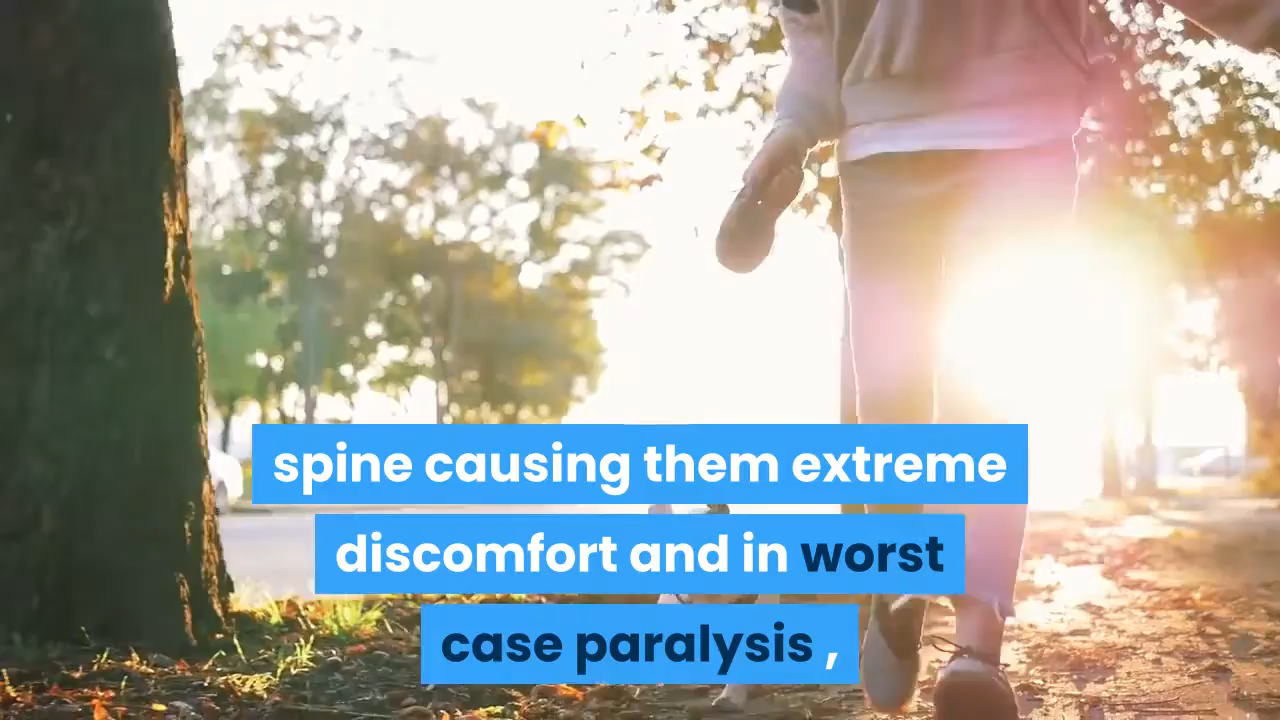 spine causing them extreme
discomfort and in worst
case paralysis ,